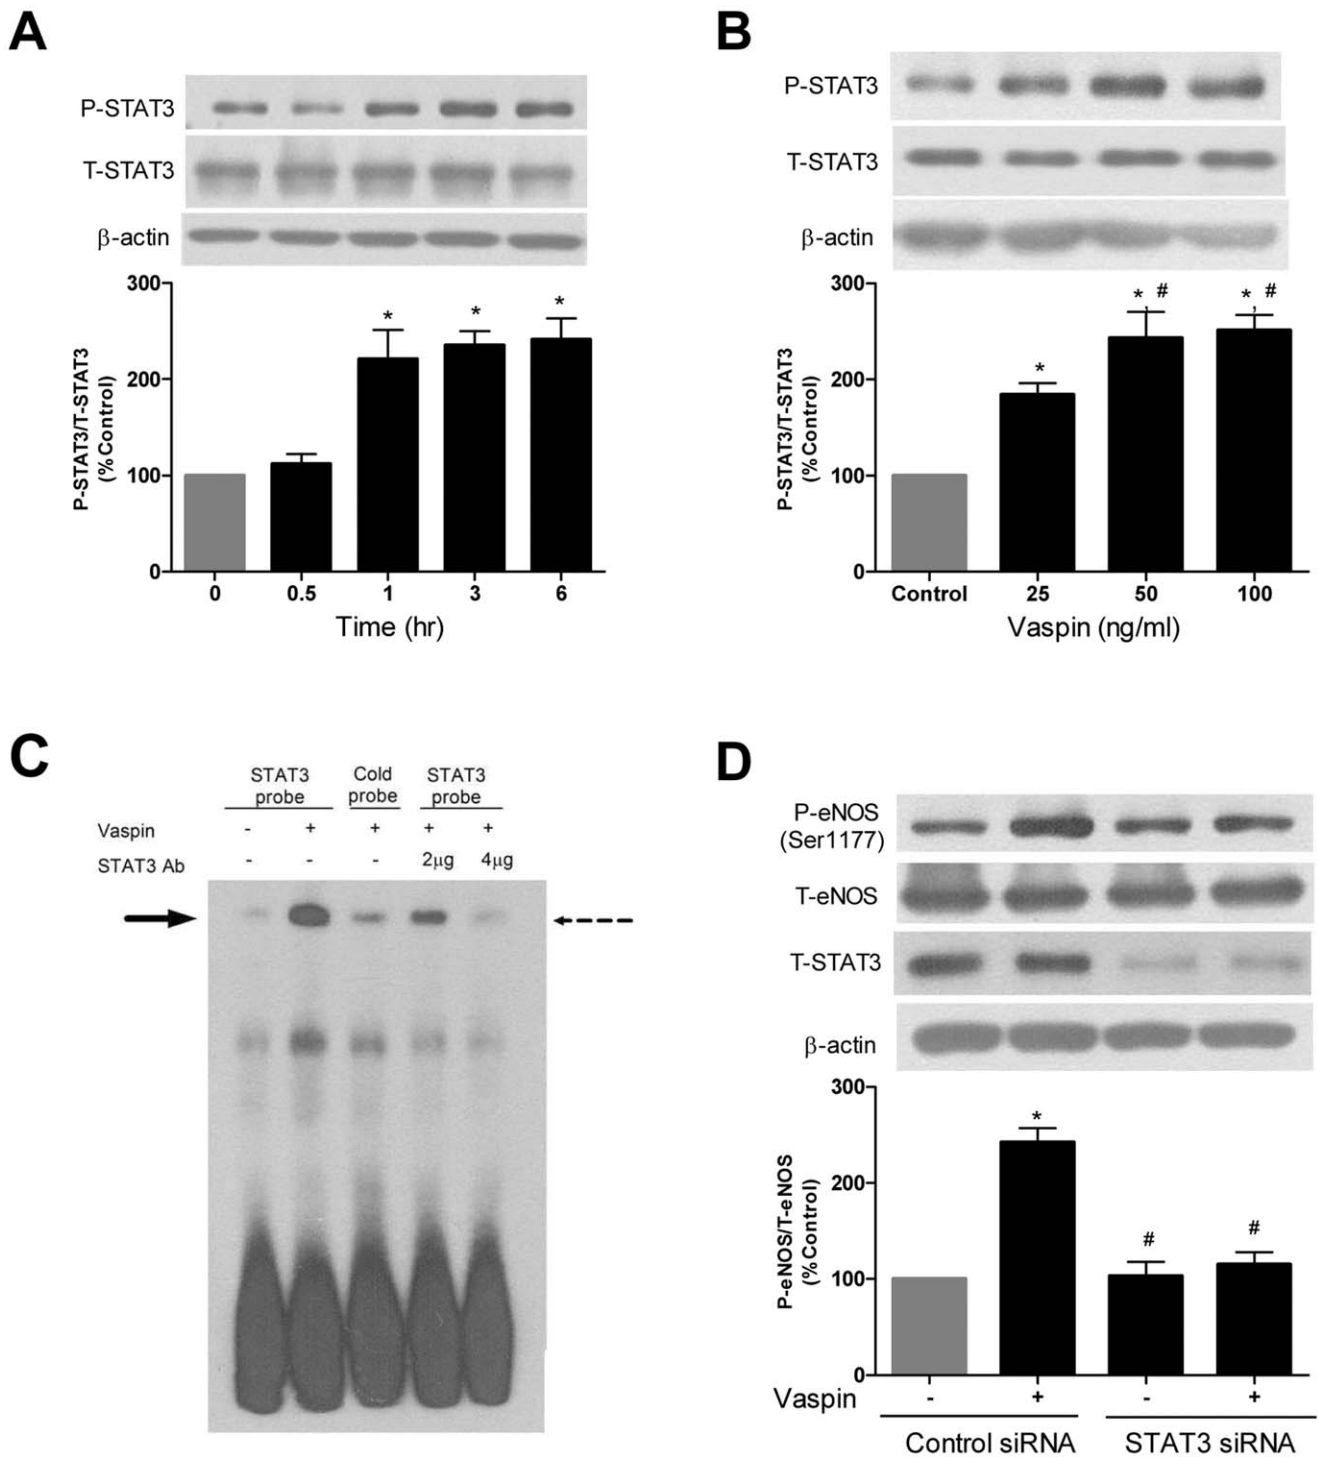 A
P-STAT3
T-STAT3
β-actin
P-STAT3/T-STAT3
(%Control)
300
200
100
0
*
*
*
0 0.5 1 3 6
Time (hr)
B
P-STAT3
T-STAT3
β-actin
P-STAT3/T-STAT3
(%Control)
300
200
100
0
*
*, #
*, #
Control 25 50 100
Vaspin (ng/ml)
C
STAT3 probe
Cold probe
STAT3 probe
Vaspin - + + + +
STAT3 Ab - - - 2μg 4μg
D
P-eNOS
(Ser1177)
T-eNOS
T-STAT3
β-actin
P-eNOS/T-eNOS
(%Control)
300
200
100
0
*
#
#
Vaspin - + - +
Control siRNA STAT3 siRNA